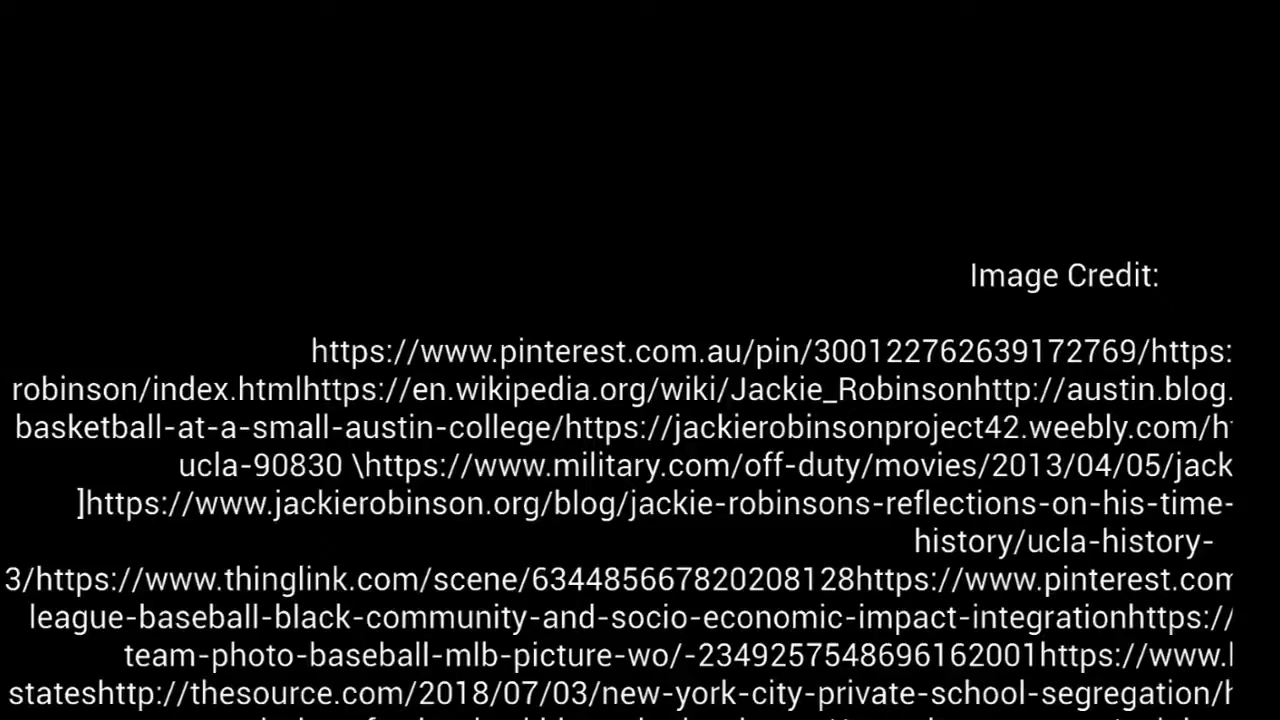 Image Credit:
https://www.pinterest.com.au/pin/300122762639172769/https:
robinson/index.htmlhttps://en.wikipedia.org/wiki/Jackie_Robinsonhttp://austin.blog.
basketball-at-a-small-austin-college/https://jackierobinsonproject42.weebly.com/h
ucla-90830 \https://www.military.com/off-duty/movies/2013/04/05/jack
]https://www.jackierobinson.org/blog/jackie-robinsons-reflections-on-his-time-
history/ucla-history-
3/https://www.thinglink.com/scene/634485667820208128https://www.pinterest.com
league-baseball-black-community-and-socio-economic-impact-integrationhttps://
team-photo-baseball-mlb-picture-wo/-2349257548696162001https://www.
stateshttp://thesource.com/2018/07/03/new-york-city-private-school-segregation/h